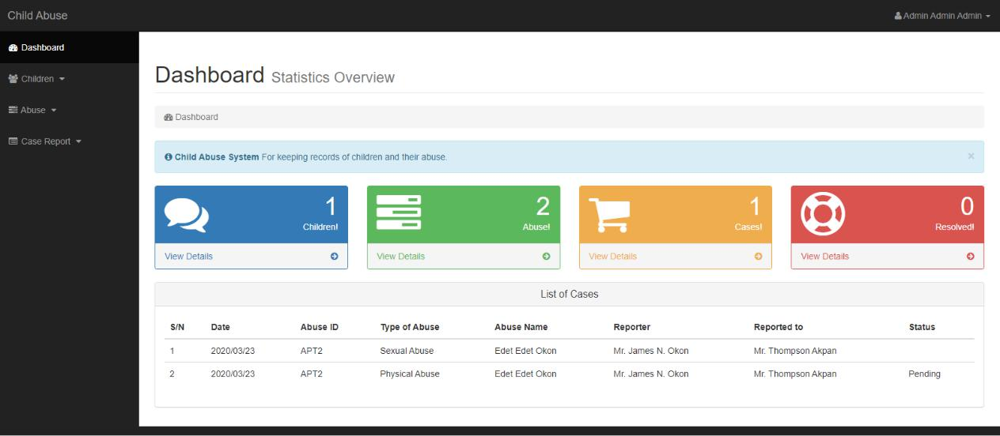 Child Abuse
Admin Admin Admin
Dashboard
Children
Abuse
Case Report
Dashboard Statistics Overview
Dashboard
Child Abuse System For keeping records of children and their abuse.
×
1
Children!
View Details
2
Abuse!
View Details
1
Cases!
View Details
0
Resolved!
View Details
List of Cases
S/N Date Abuse ID Type of Abuse Abuse Name Reporter Reported to Status
1 2020/03/23 APT2 Sexual Abuse Edet Edet Okon Mr. James N. Okon Mr. Thompson Akpan
2 2020/03/23 APT2 Physical Abuse Edet Edet Okon Mr. James N. Okon Mr. Thompson Akpan Pending